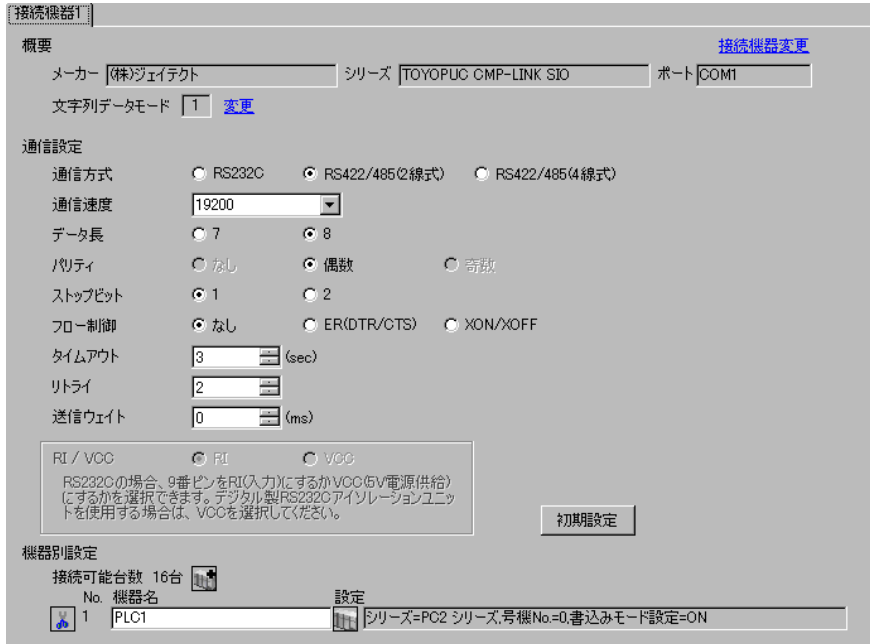 接続機器1
概要
接続機器変更
メーカー (株)ジェイテクト シリーズ TOYOPUC CMP-LINK SIO ポート COM1
文字列データモード 1 変更
通信設定
通信方式 RS232C RS422/485(2線式) RS422/485(4線式)
通信速度 19200
データ長 7 8
パリティ なし 偶数 奇数
ストップビット 1 2
フロー制御 なし ER(DTR/CTS) XON/XOFF
タイムアウト 3 (sec)
リトライ 2
送信ウェイト 0 (ms)
RI / VCC RI VCC
RS232Cの場合、9番ピンをRI(入力)にするかVCC(5V電源供給)
にするかを選択できます。デジタル製RS232Cアイソレーションユニッ
トを使用する場合は、VCCを選択してください。
初期設定
機器別設定
接続可能台数 16台
No. 機器名 設定
1 PLC1 シリーズ=PC2 シリーズ,号機No.=0,書込みモード設定=ON